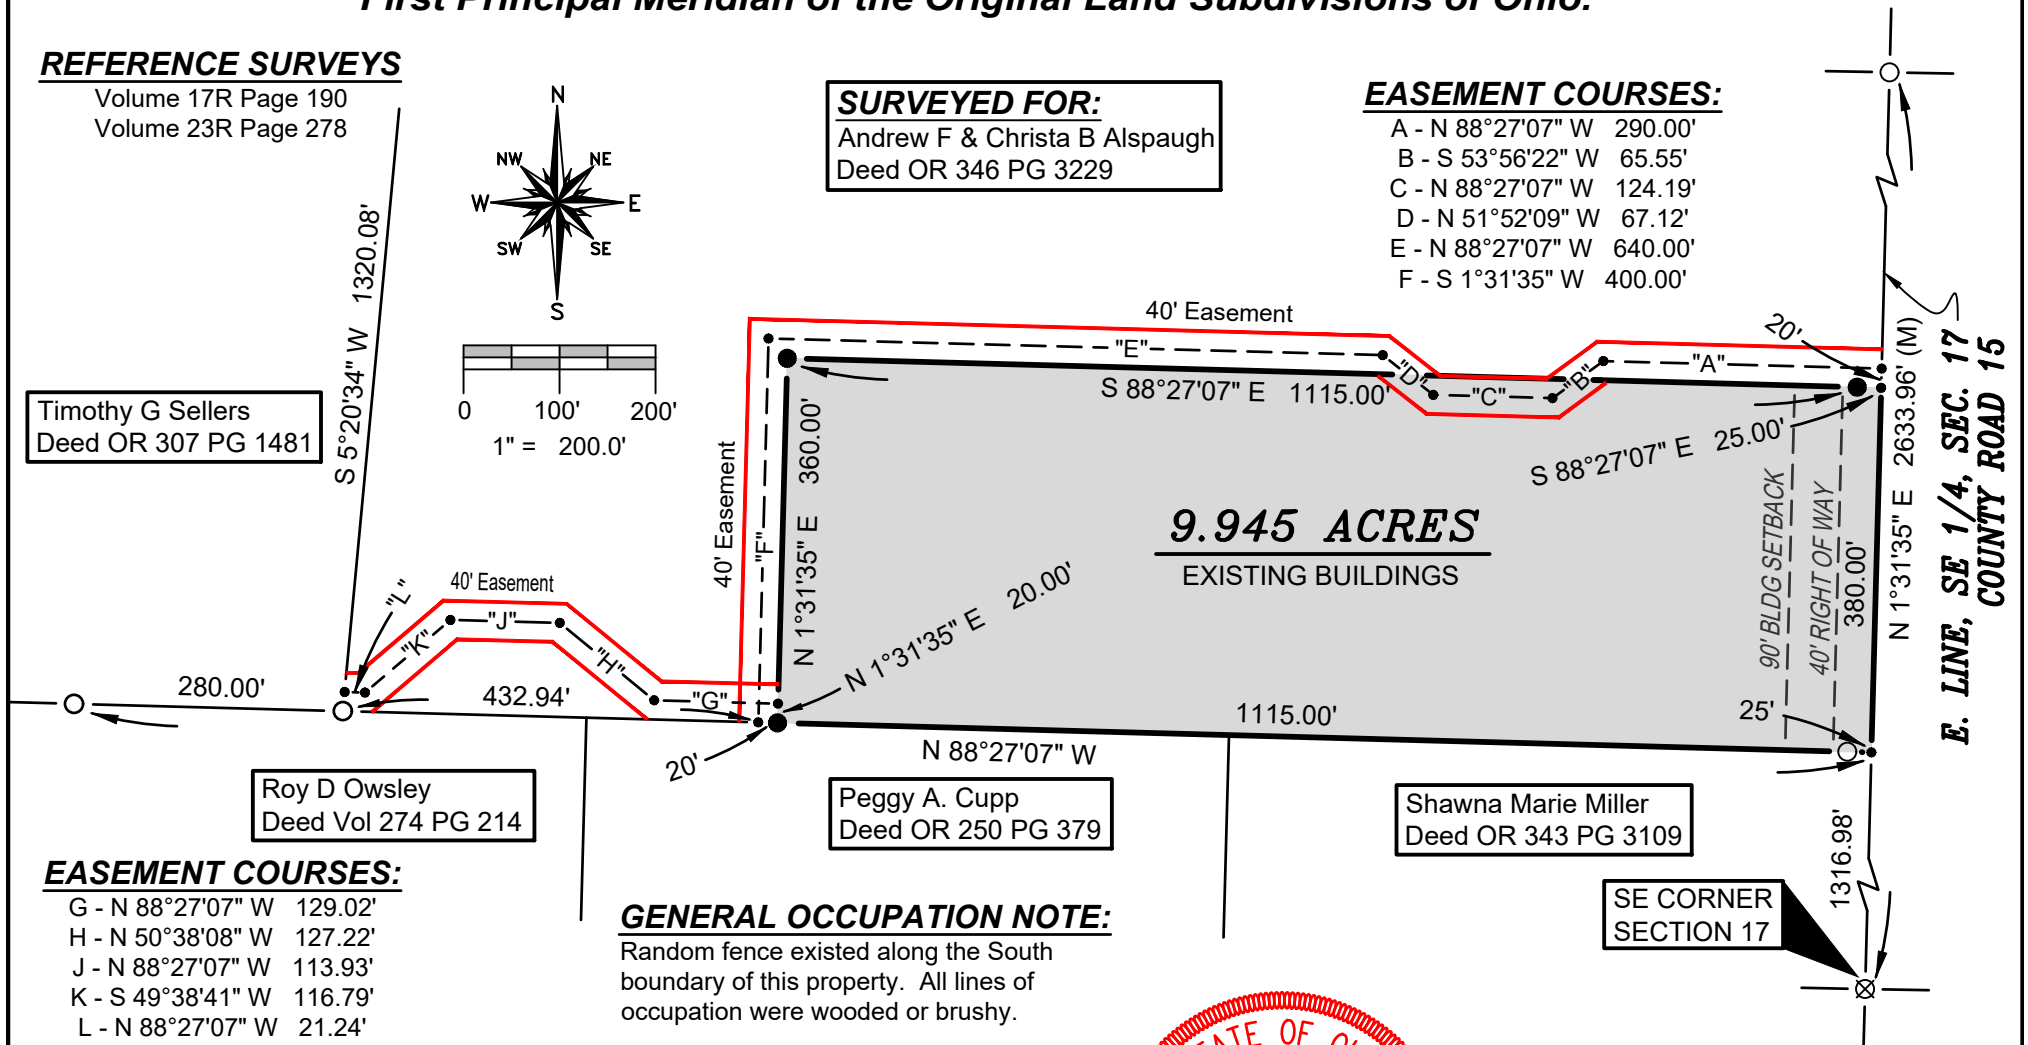 First Principal Meridian of the Original Land Subdivisions of Ohio.
REFERENCE SURVEYS
Volume 17R Page 190
Volume 23R Page 278
N
NE
E
SE
S
SW
W
NW
0 100' 200'
1" = 200.0'
SURVEYED FOR:
Andrew F & Christa B Alspaugh
Deed OR 346 PG 3229
EASEMENT COURSES:
A - N 88°27'07" W 290.00'
B - S 53°56'22" W 65.55'
C - N 88°27'07" W 124.19'
D - N 51°52'09" W 67.12'
E - N 88°27'07" W 640.00'
F - S 1°31'35" W 400.00'
S 5°20'34" W 1320.08'
Timothy G Sellers
Deed OR 307 PG 1481
40' Easement
"E"
"D"
"C"
"B"
"A"
20'
S 88°27'07" E 1115.00'
S 88°27'07" E 25.00'
40' Easement
"F"
N 1°31'35" E 360.00'
N 1°31'35" E 20.00'
9.945 ACRES
EXISTING BUILDINGS
90' BLDG SETBACK
40' RIGHT OF WAY
380.00'
N 1°31'35" E 2633.96' (M)
E. LINE, SE 1/4, SEC. 17
COUNTY ROAD 15
"L"
40' Easement
"K"
"J"
"H"
"G"
280.00'
432.94'
20'
1115.00'
N 88°27'07" W
25'
Roy D Owsley
Deed Vol 274 PG 214
Peggy A. Cupp
Deed OR 250 PG 379
Shawna Marie Miller
Deed OR 343 PG 3109
1316.98'
SE CORNER
SECTION 17
EASEMENT COURSES:
G - N 88°27'07" W 129.02'
H - N 50°38'08" W 127.22'
J - N 88°27'07" W 113.93'
K - S 49°38'41" W 116.79'
L - N 88°27'07" W 21.24'
GENERAL OCCUPATION NOTE:
Random fence existed along the South
boundary of this property. All lines of
occupation were wooded or brushy.
OF